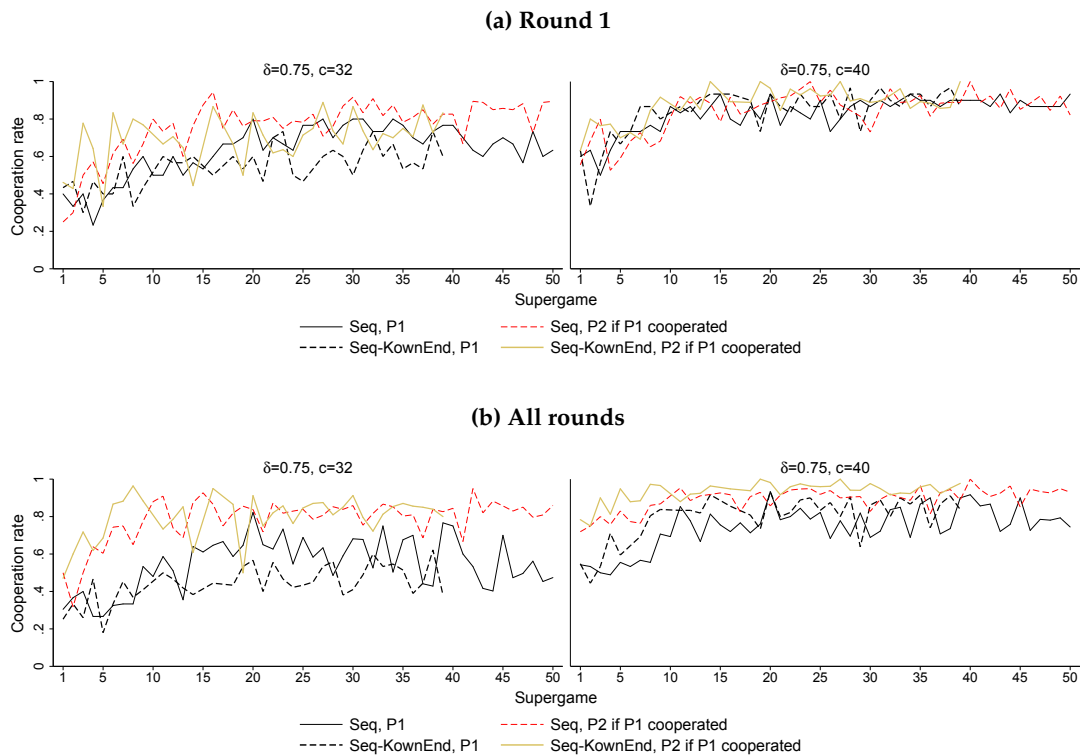 (a) Round 1
δ=0.75, c=32
δ=0.75, c=40
Cooperation rate
0 .2 .4 .6 .8 1
1 5 10 15 20 25 30 35 40 45 50
1 5 10 15 20 25 30 35 40 45 50
Supergame
Seq, P1
Seq, P2 if P1 cooperated
Seq-KownEnd, P1
Seq-KownEnd, P2 if P1 cooperated
(b) All rounds
δ=0.75, c=32
δ=0.75, c=40
Cooperation rate
0 .2 .4 .6 .8 1
1 5 10 15 20 25 30 35 40 45 50
1 5 10 15 20 25 30 35 40 45 50
Supergame
Seq, P1
Seq, P2 if P1 cooperated
Seq-KownEnd, P1
Seq-KownEnd, P2 if P1 cooperated